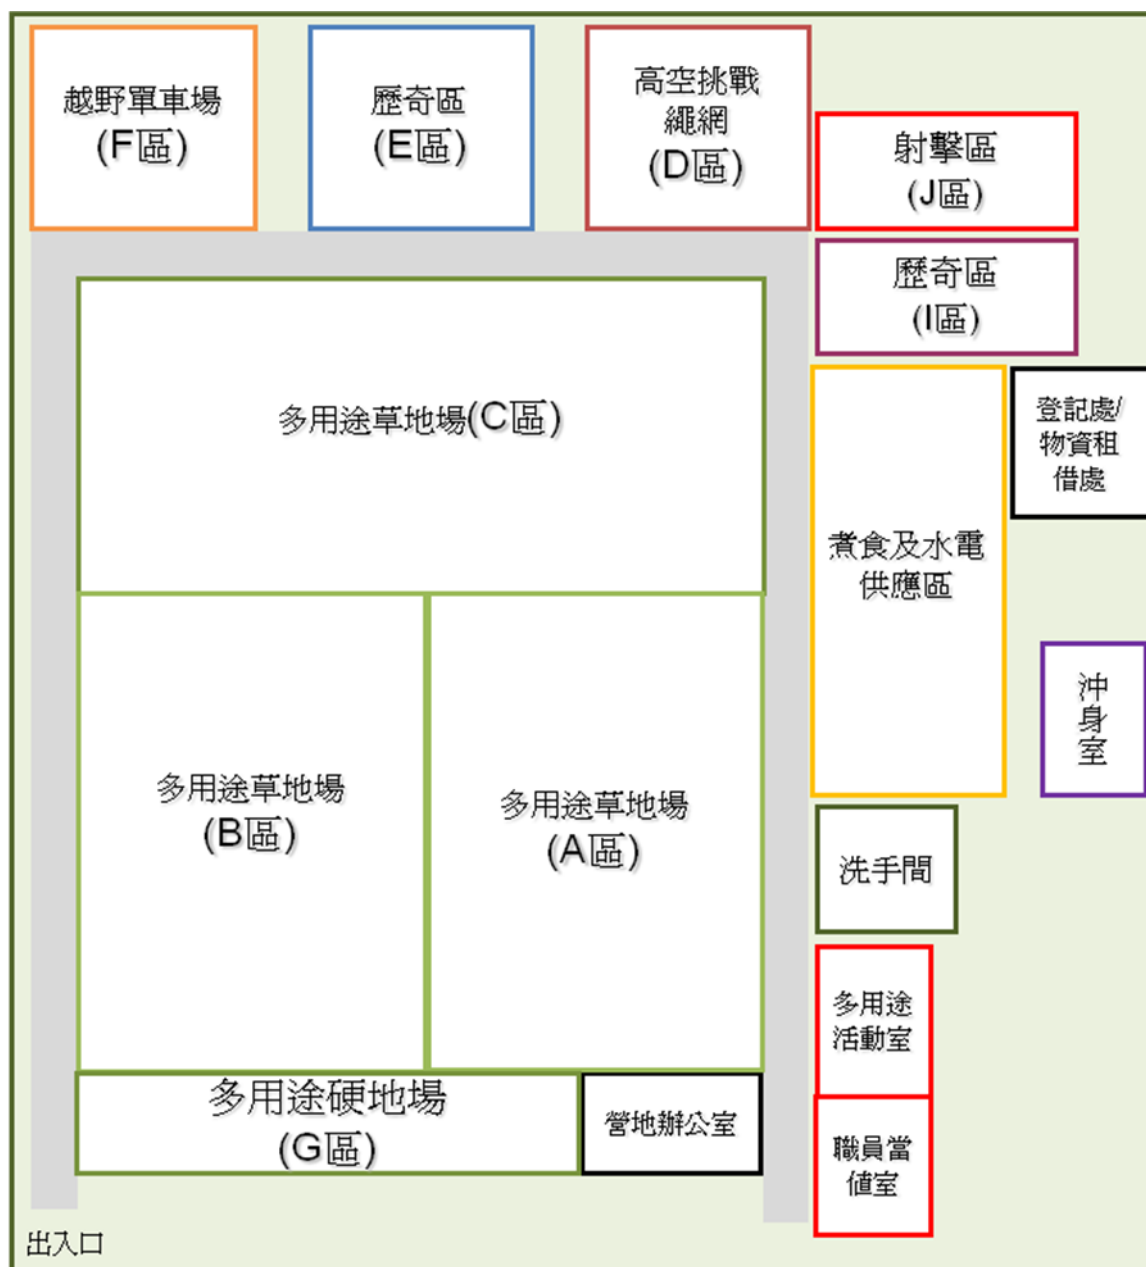 越野單車場
(F區)
歷奇區
(E區)
高空挑戰
繩網
(D區)
射擊區
(J區)
歷奇區
(I區)
多用途草地場(C區)
登記處/
物資租
借處
煮食及水電
供應區
沖
身
室
多用途草地場
(B區)
多用途草地場
(A區)
洗手間
多用途
活動室
多用途硬地場
(G區)
營地辦公室
職員當
值室
出入口